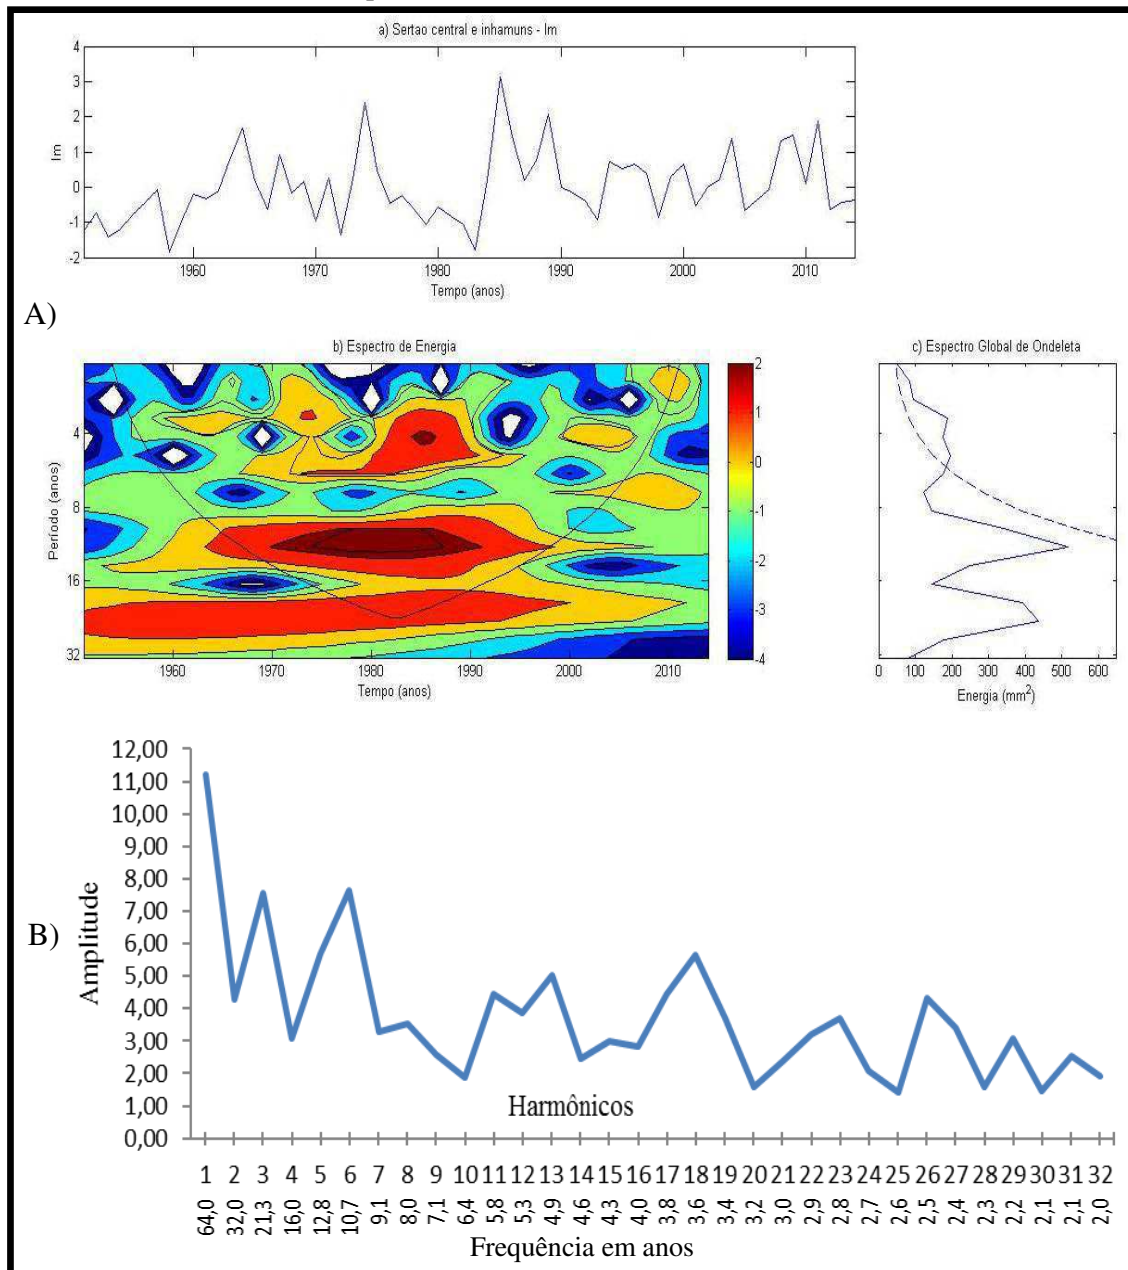 a) Sertao central e inhamuns - Im
4
3
2
1
0
-1
-2
Im
1960 1970 1980 1990 2000 2010
Tempo (anos)
A)
b) Espectro de Energia
4
8
16
32
Período (anos)
1960 1970 1980 1990 2000 2010
Tempo (anos)
2
1
0
-1
-2
-3
-4
c) Espectro Global de Ondeleta
0 100 200 300 400 500 600
Energia (mm²)
B)
Amplitude
12,00
11,00
10,00
9,00
8,00
7,00
6,00
5,00
4,00
3,00
2,00
1,00
0,00
Harmônicos
1 2 3 4 5 6 7 8 9 10 11 12 13 14 15 16 17 18 19 20 21 22 23 24 25 26 27 28 29 30 31 32
64,0 32,0 21,3 16,0 12,8 10,7 9,1 8,0 7,1 6,4 5,8 5,3 4,9 4,6 4,3 4,0 3,8 3,6 3,4 3,2 3,0 2,9 2,8 2,7 2,6 2,5 2,4 2,3 2,2 2,1 2,1 2,0
Frequência em anos